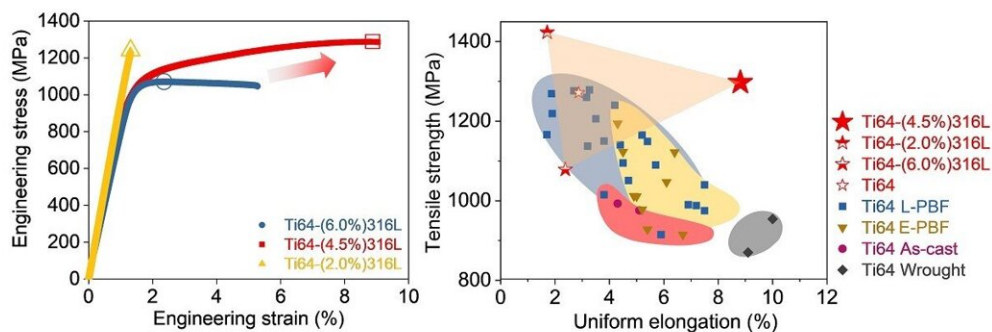 1400
1200
1000
800
600
400
200
0
Engineering stress (MPa)
0 2 4 6 8 10
Engineering strain (%)
Ti64-(6.0%)316L
Ti64-(4.5%)316L
Ti64-(2.0%)316L
1400
1200
1000
800
Tensile strength (MPa)
0 2 4 6 8 10 12
Uniform elongation (%)
Ti64-(4.5%)316L
Ti64-(2.0%)316L
Ti64-(6.0%)316L
Ti64
Ti64 L-PBF
Ti64 E-PBF
Ti64 As-cast
Ti64 Wrought